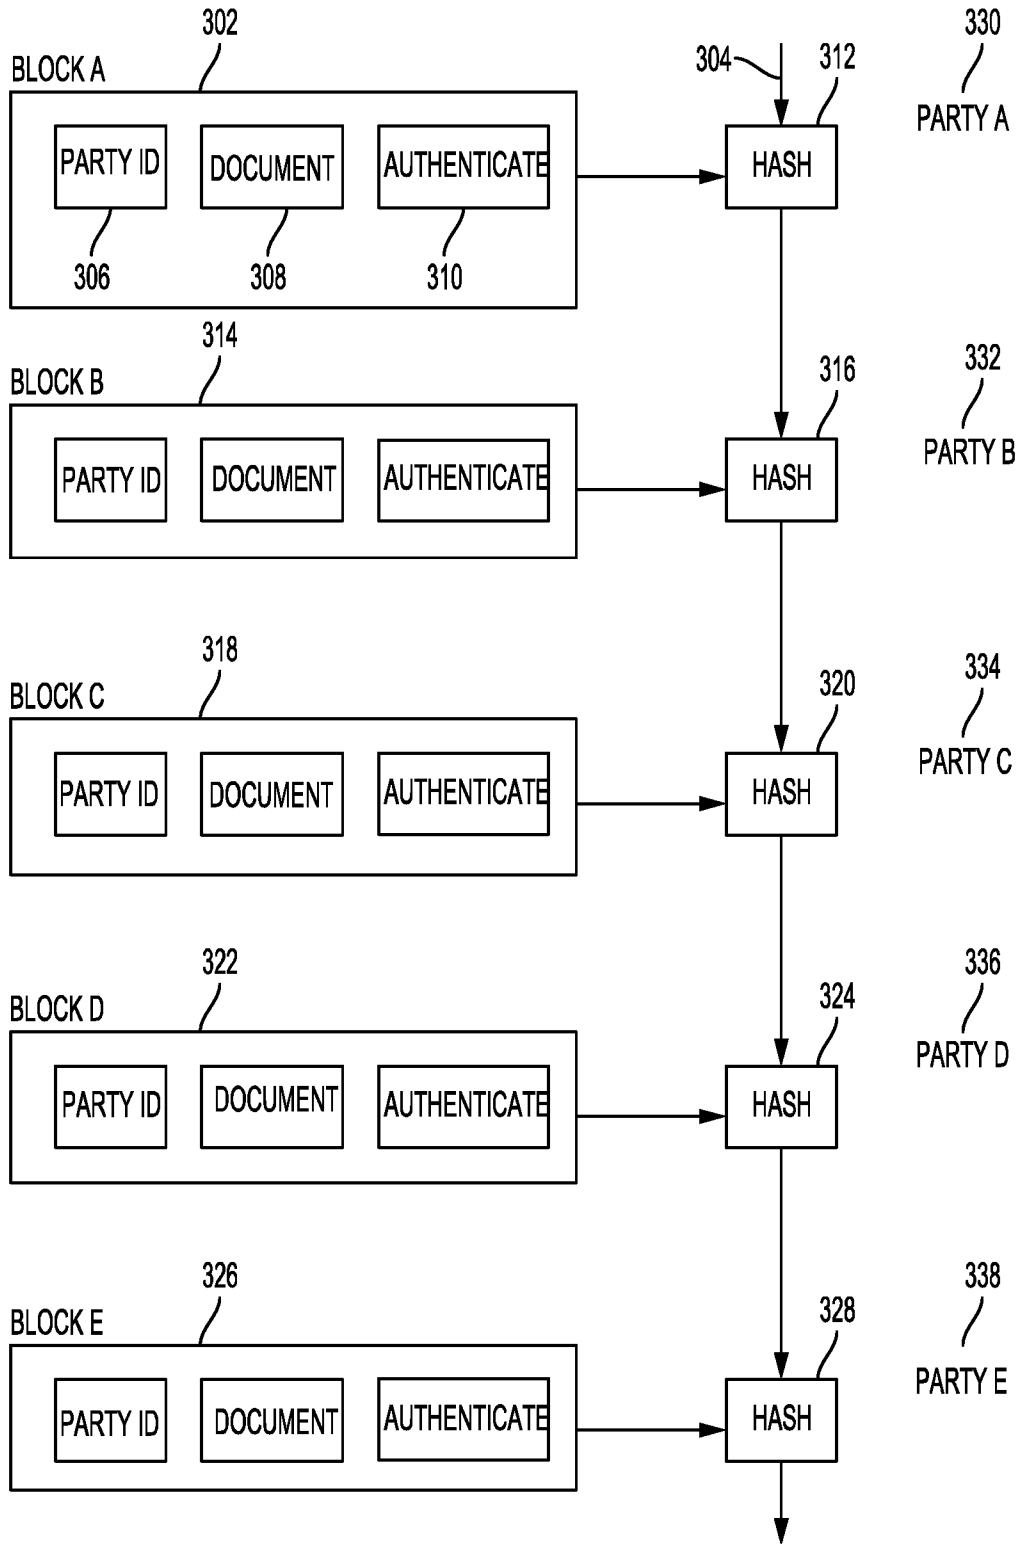 302
330
304
312
BLOCK A
PARTY A
PARTY ID
DOCUMENT
AUTHENTICATE
HASH
306
308
310
314
332
316
BLOCK B
PARTY B
PARTY ID
DOCUMENT
AUTHENTICATE
HASH
318
334
320
BLOCK C
PARTY C
PARTY ID
DOCUMENT
AUTHENTICATE
HASH
322
336
324
BLOCK D
PARTY D
PARTY ID
DOCUMENT
AUTHENTICATE
HASH
326
338
328
BLOCK E
PARTY E
PARTY ID
DOCUMENT
AUTHENTICATE
HASH